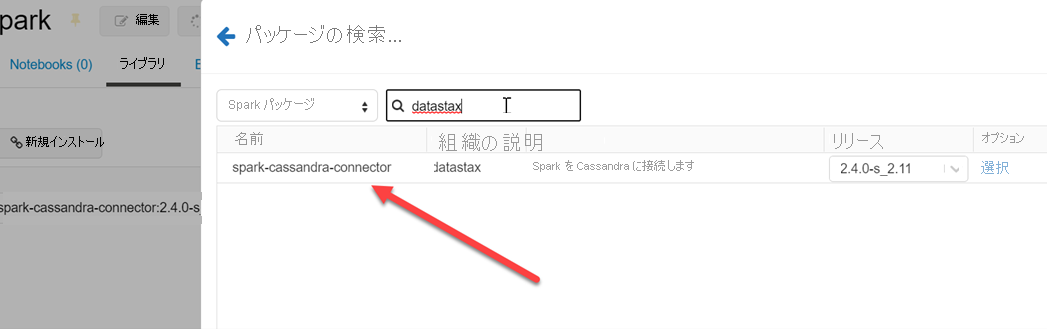 park
編集
パッケージの検索...
Notebooks (0)
ライブラリ
Spark パッケージ
datastax
新規インストール
名前
組織の説明
リリース
オプション
spark-cassandra-connector
datastax
Spark を Cassandra に接続します
2.4.0-s_2.11
選択
spark-cassandra-connector:2.4.0-s